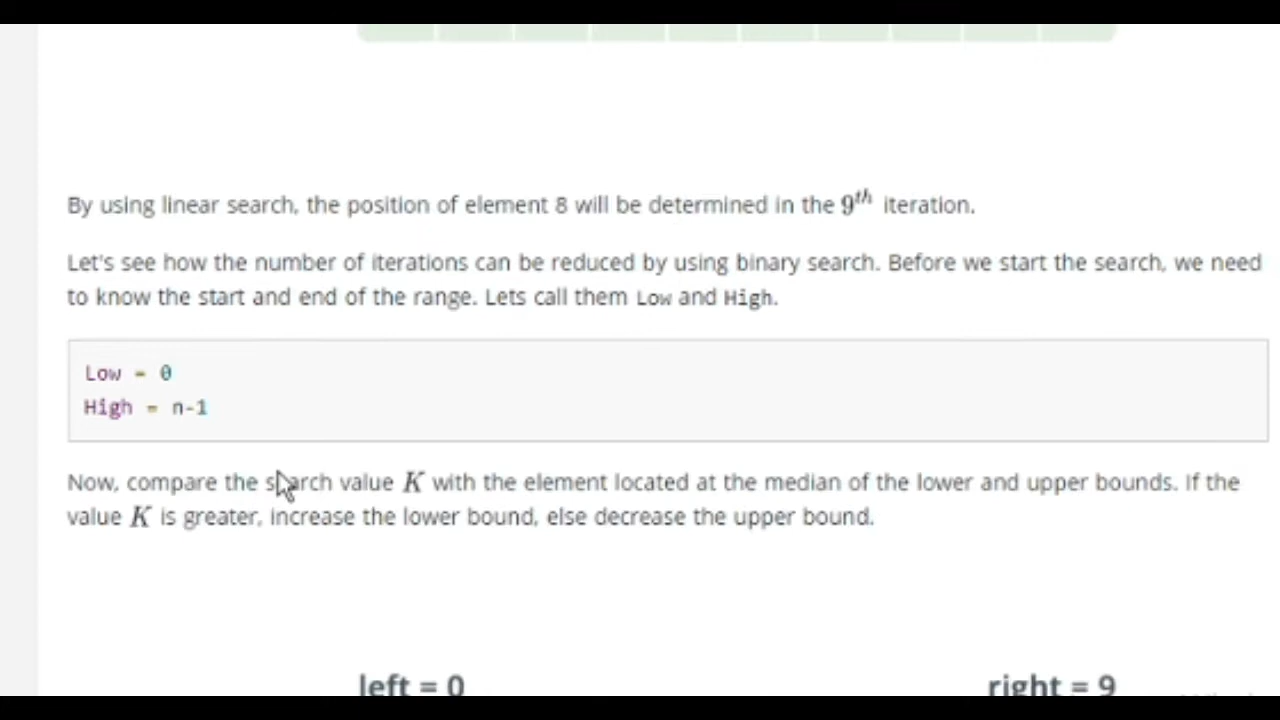 By using linear search, the position of element 8 will be determined in the 9th iteration.
Let's see how the number of iterations can be reduced by using binary search. Before we start the search, we need
to know the start and end of the range. Lets call them Low and High.
Low = 0
High = n-1
Now, compare the search value K with the element located at the median of the lower and upper bounds. If the
value K is greater, increase the lower bound, else decrease the upper bound.
left = 0 right = 9